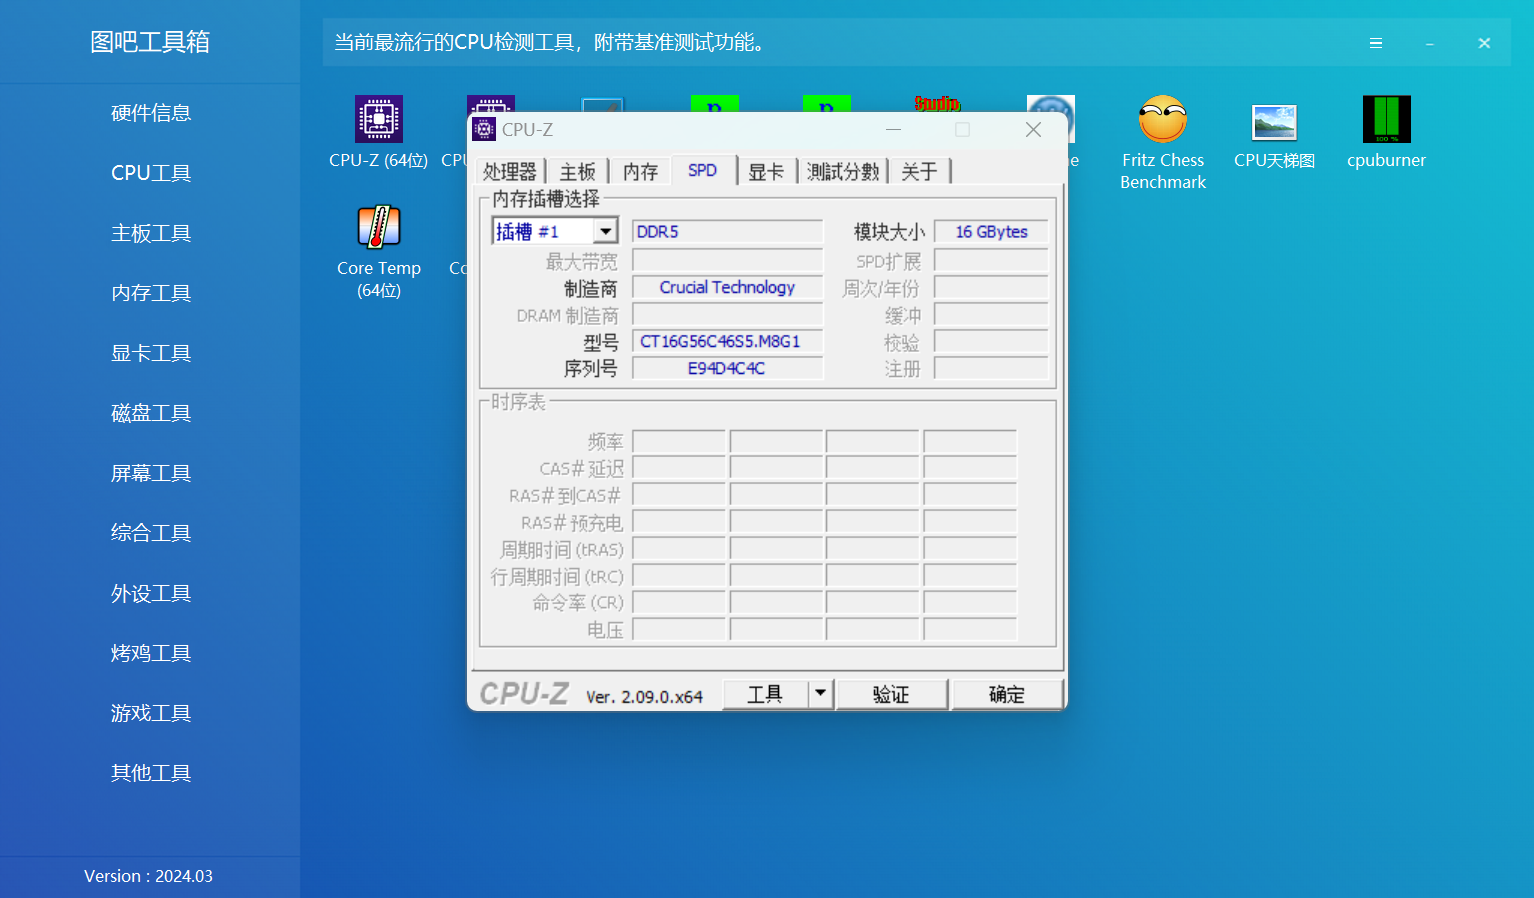 图吧工具箱
当前最流行的CPU检测工具，附带基准测试功能。
硬件信息
CPU工具
主板工具
内存工具
显卡工具
磁盘工具
屏幕工具
综合工具
外设工具
烤鸡工具
游戏工具
其他工具
Version : 2024.03
CPU-Z (64位)
CPU
Studio
Fritz Chess
Benchmark
CPU天梯图
100 %
cpuburner
Core Temp
(64位)
CPU-Z
处理器
主板
内存
SPD
显卡
測試分數
关于
内存插槽选择
插槽 #1
DDR5
模块大小
16 GBytes
最大带宽
SPD扩展
制造商
Crucial Technology
周次/年份
DRAM 制造商
缓冲
型号
CT16G56C46S5.M8G1
校验
序列号
E94D4C4C
注册
时序表
频率
CAS# 延迟
RAS# 到CAS#
RAS# 预充电
周期时间 (tRAS)
行周期时间 (tRC)
命令率 (CR)
电压
CPU-Z
Ver. 2.09.0.x64
工具
验证
确定